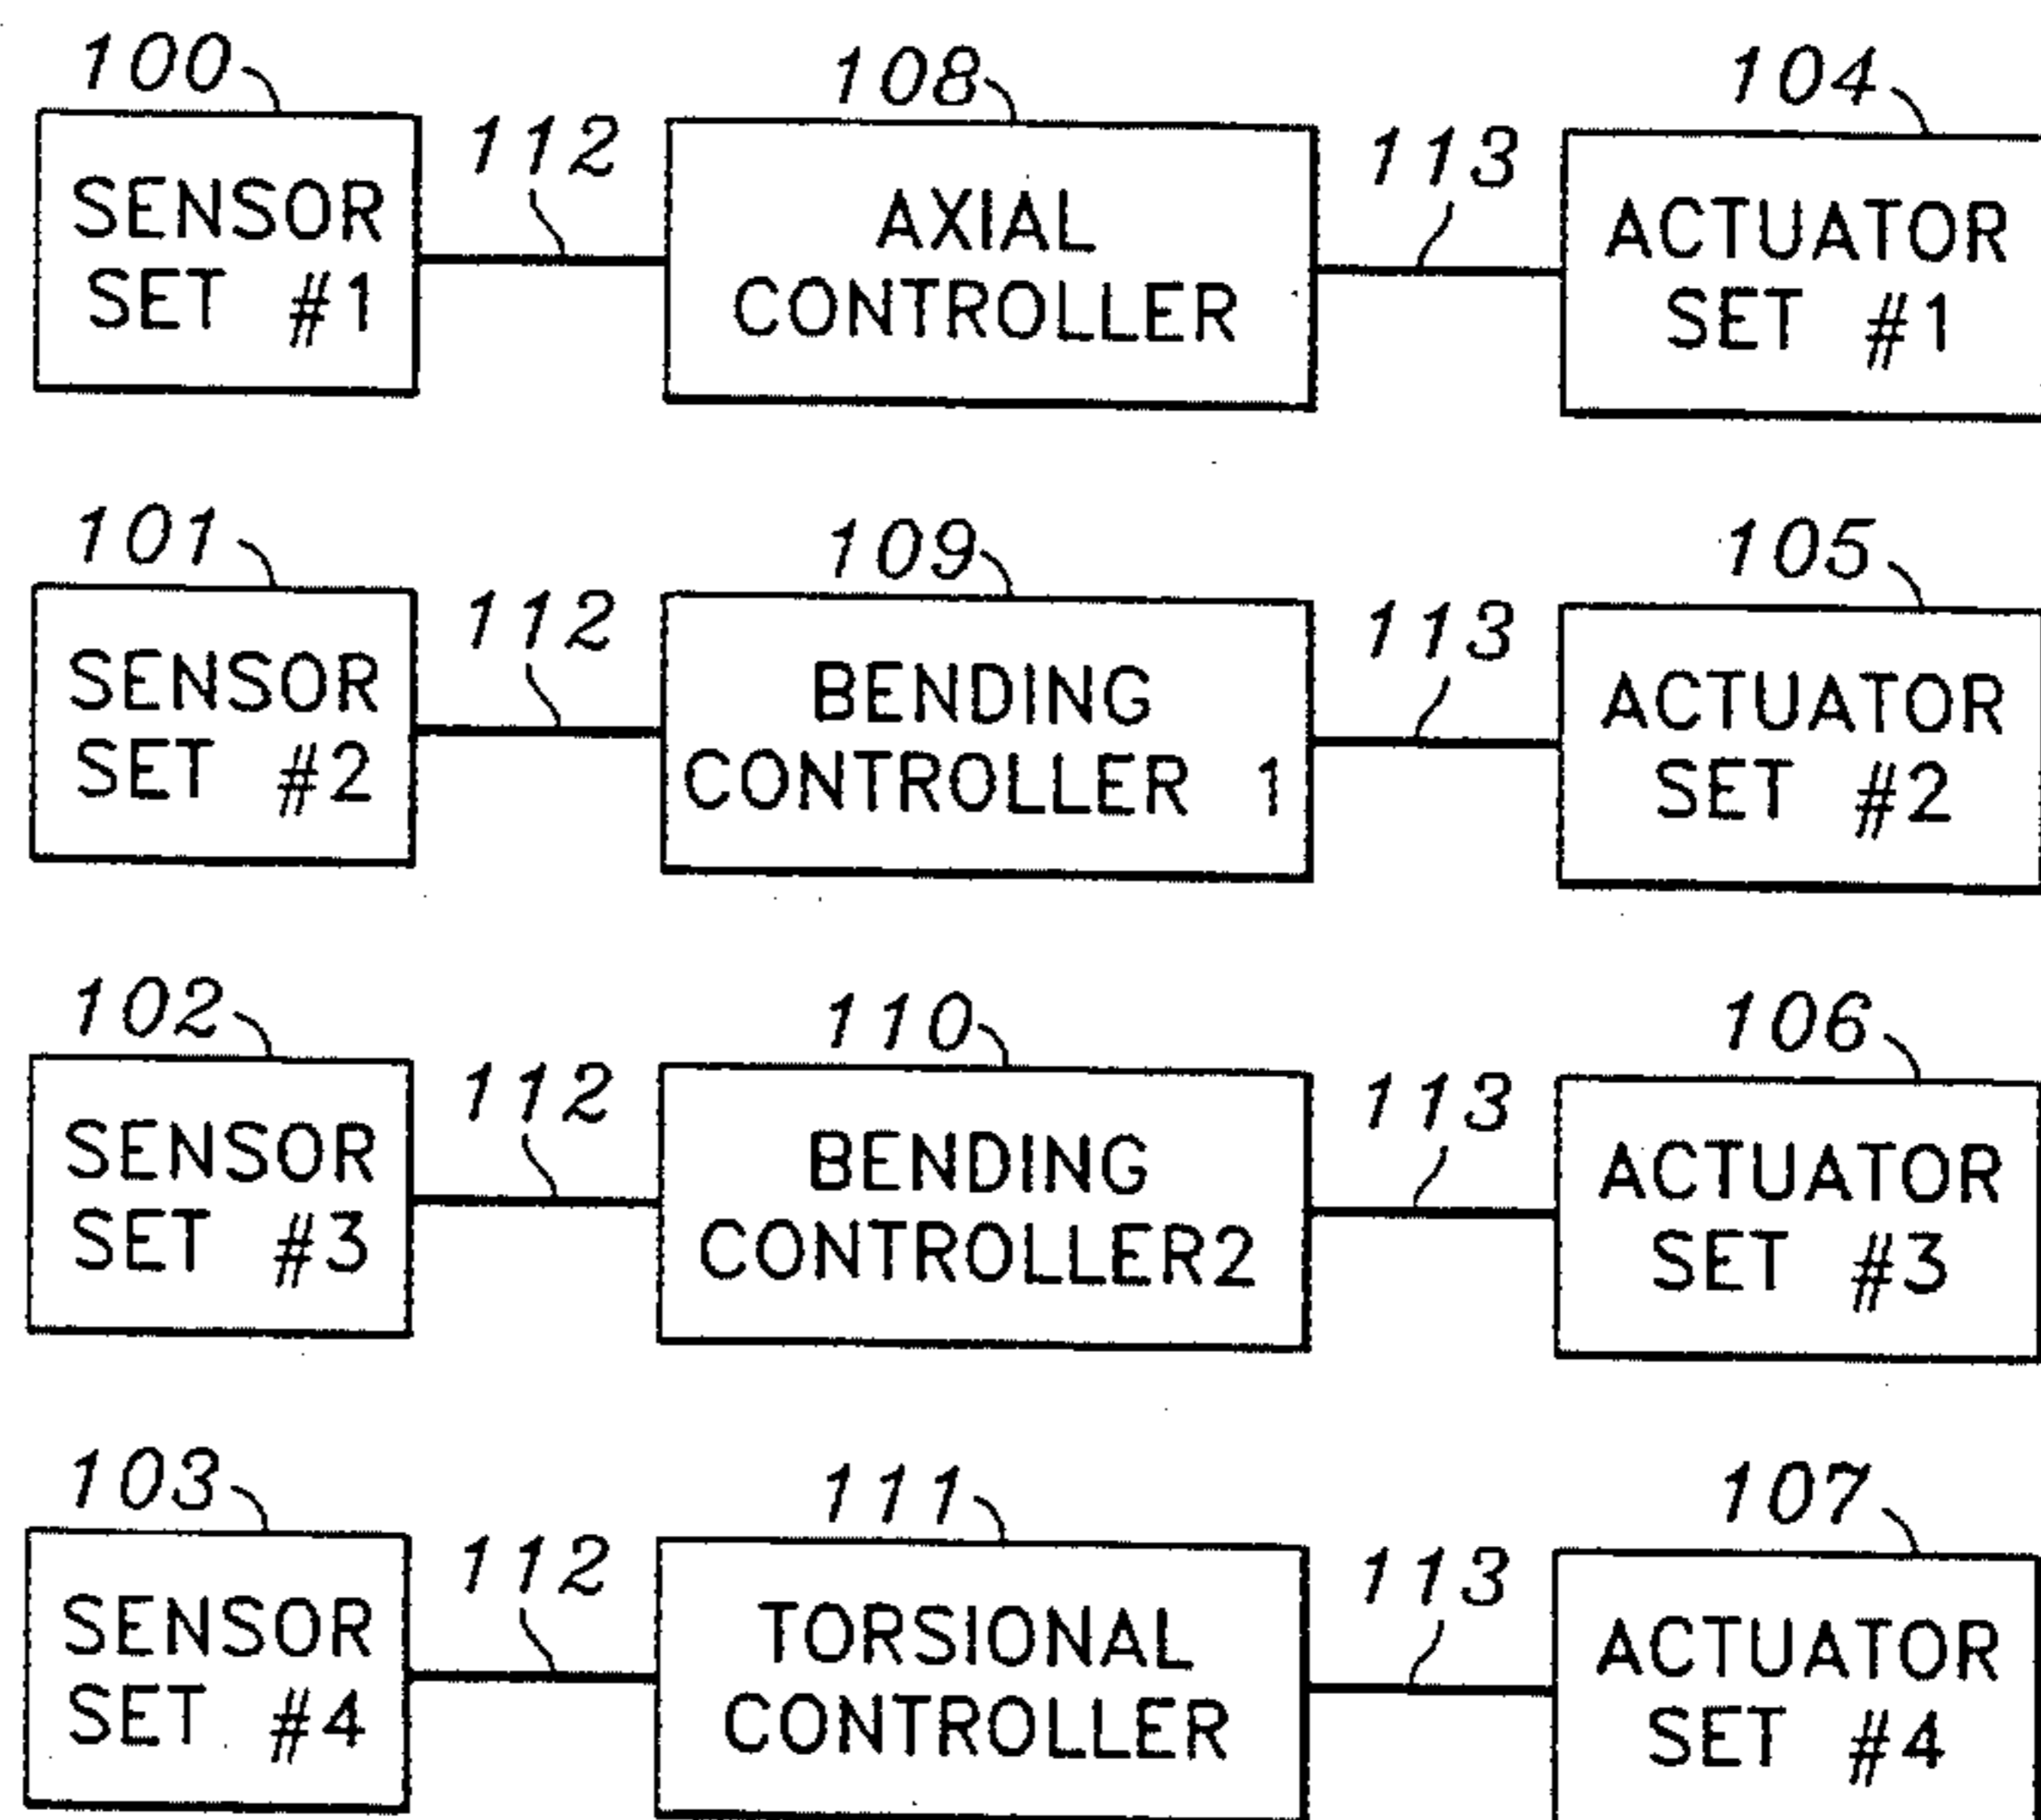 100 108 104
112 113
SENSOR SET #1
AXIAL CONTROLLER
ACTUATOR SET #1
101 109 105
112 113
SENSOR SET #2
BENDING CONTROLLER 1
ACTUATOR SET #2
102 110 106
112 113
SENSOR SET #3
BENDING CONTROLLER2
ACTUATOR SET #3
103 111 107
112 113
SENSOR SET #4
TORSIONAL CONTROLLER
ACTUATOR SET #4